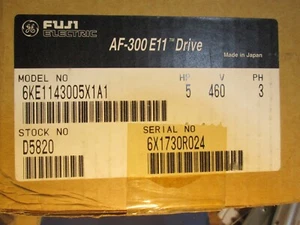 FUJI
ELECTRIC
AF-300 E11™ Drive
Made in Japan
MODEL NO HP V PH
6KE1143005X1A1 5 460 3
STOCK NO SERIAL NO
D5820 6X1730R024